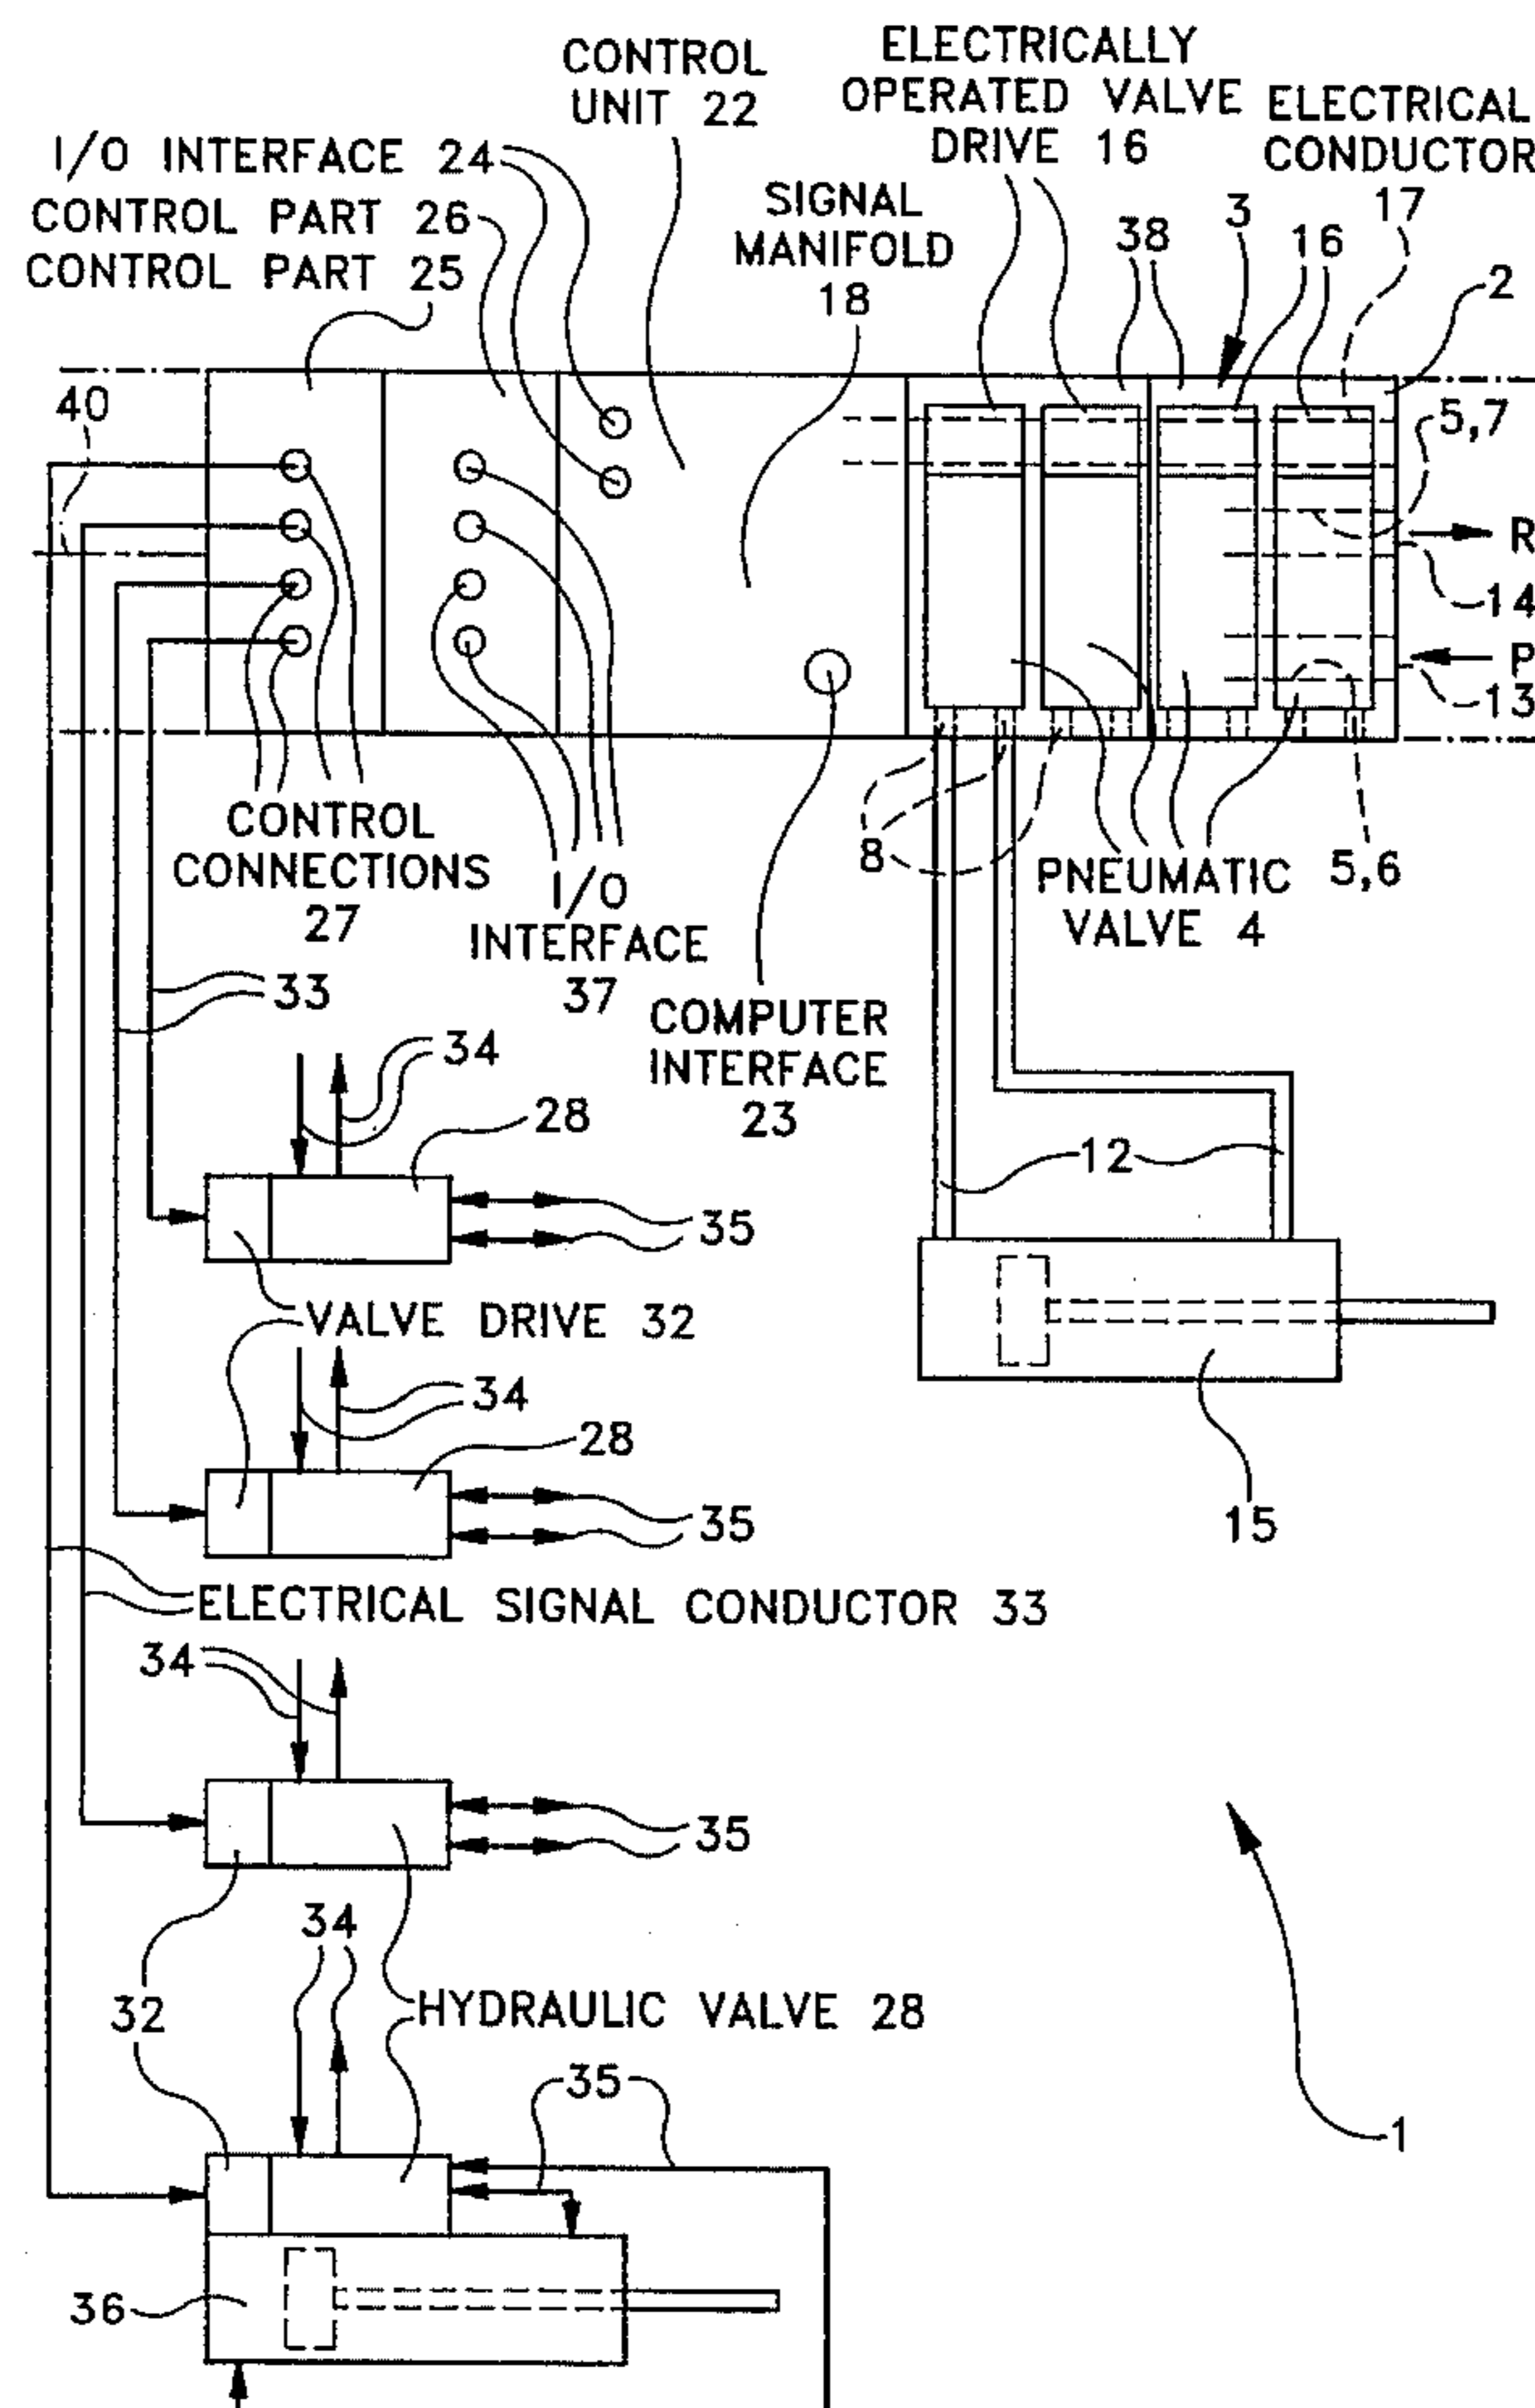 CONTROL
UNIT 22
ELECTRICALLY
OPERATED VALVE
DRIVE 16
ELECTRICAL
CONDUCTOR
17
I/O INTERFACE 24
CONTROL PART 26
CONTROL PART 25
SIGNAL
MANIFOLD
18
38
3
16
2
40
5,7
R
14
P
13
CONTROL
CONNECTIONS
27
I/O
INTERFACE
37
8
PNEUMATIC
VALVE 4
5,6
33
COMPUTER
INTERFACE
23
34
28
12
35
VALVE DRIVE 32
34
28
35
15
ELECTRICAL SIGNAL CONDUCTOR 33
34
35
34
32
HYDRAULIC VALVE 28
35
1
36